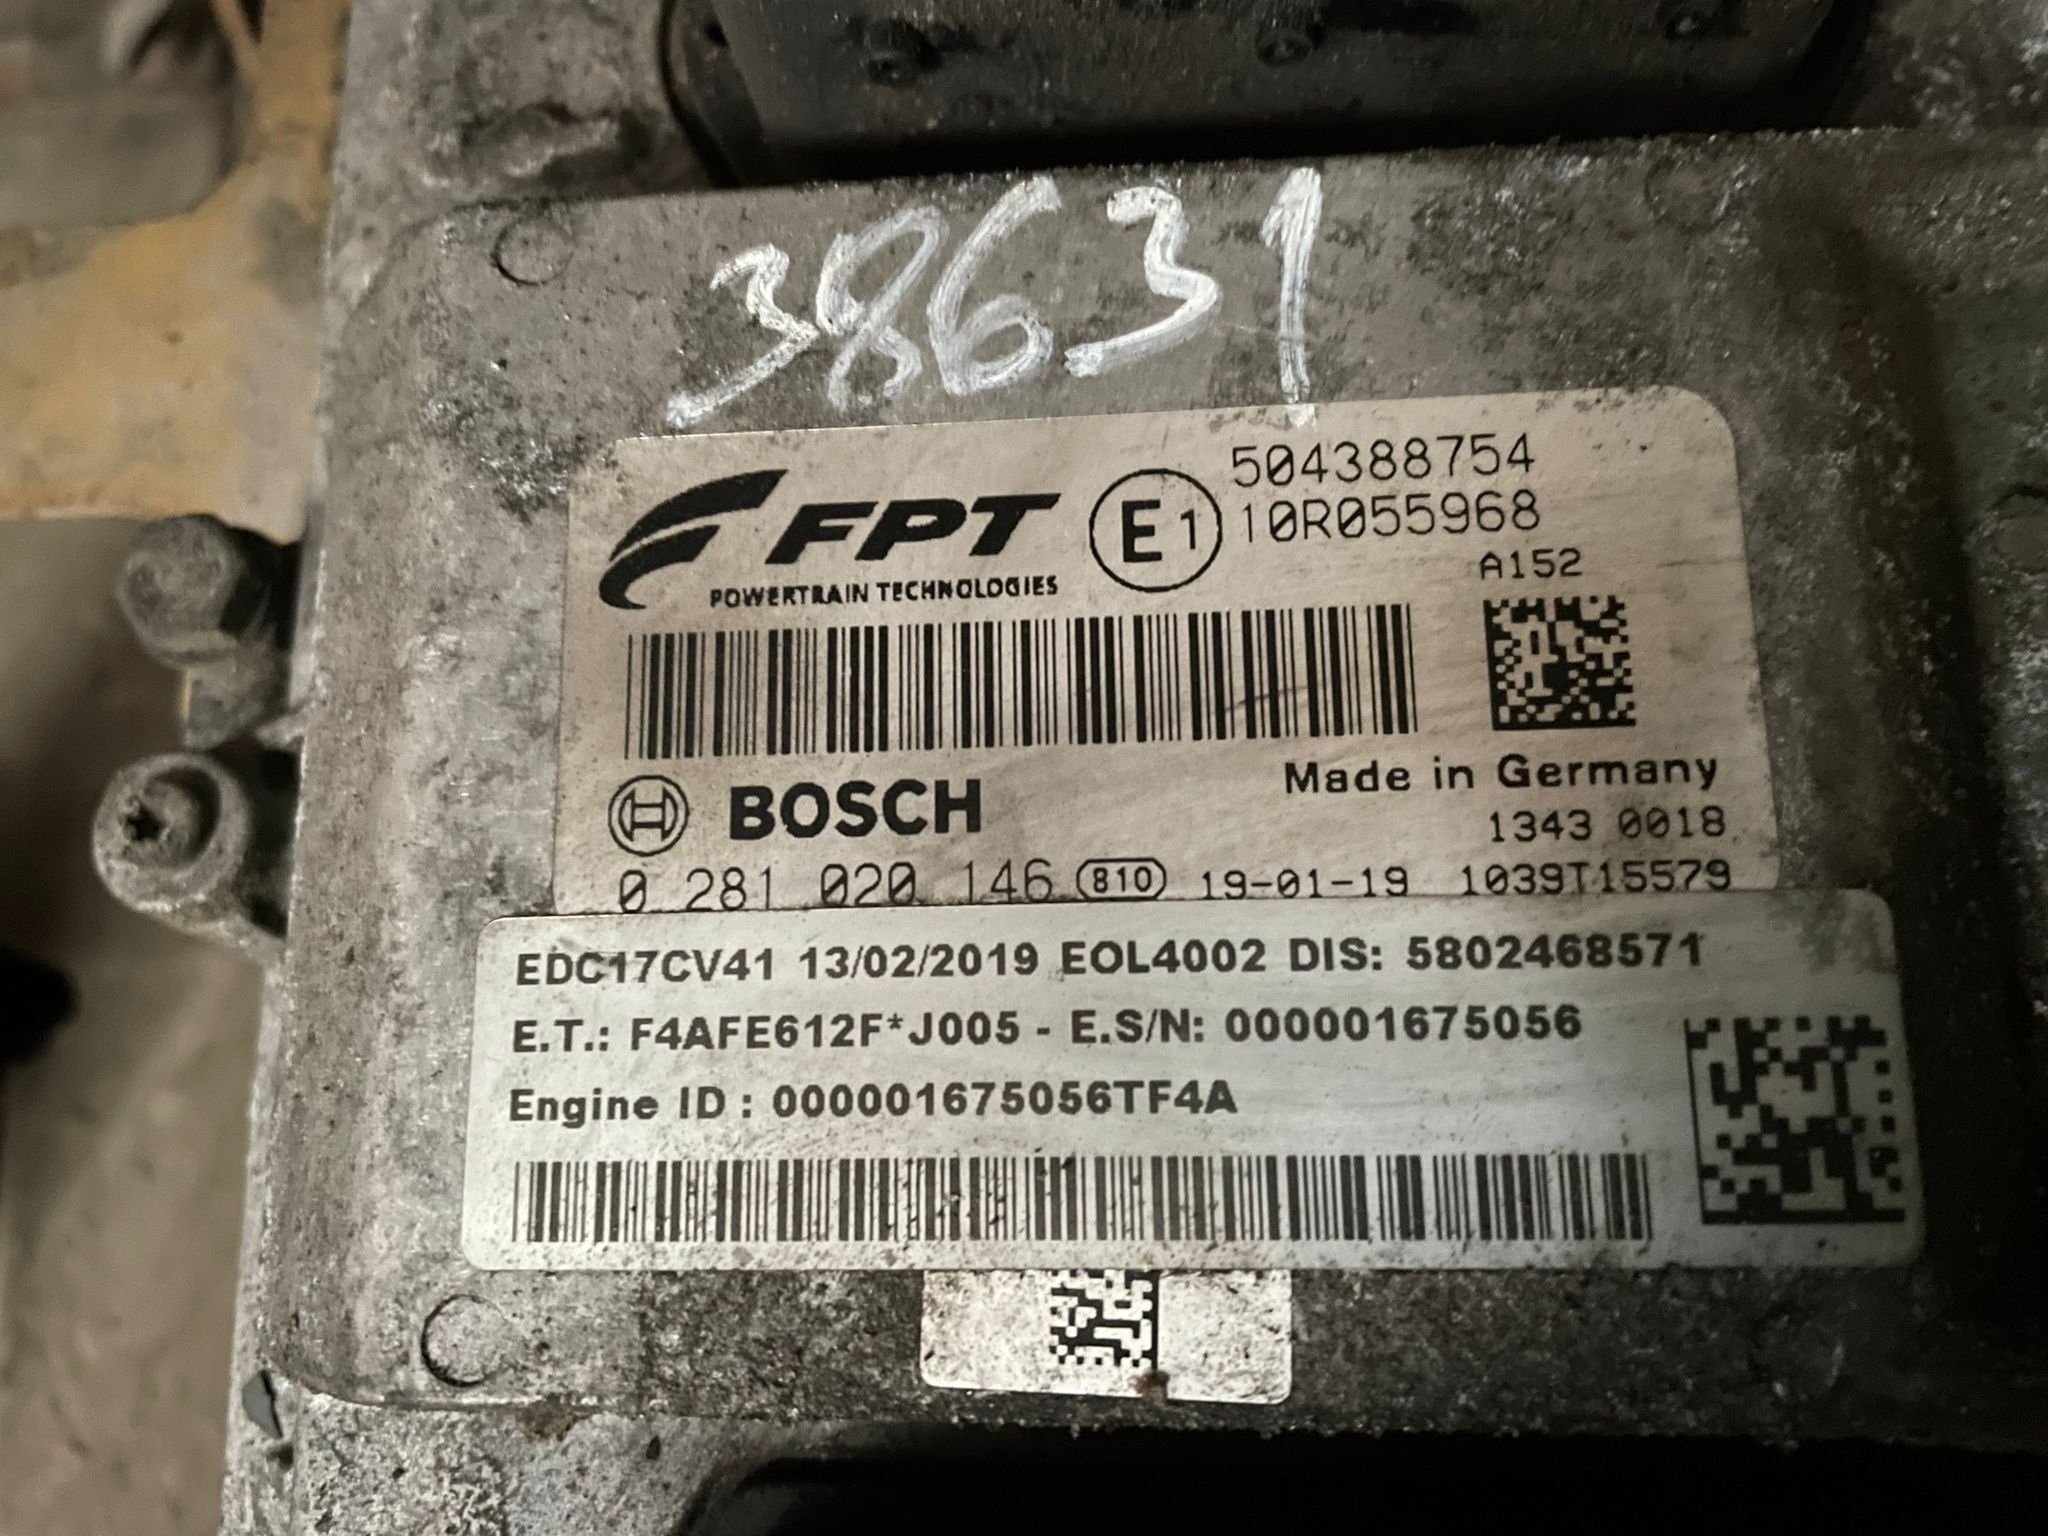 38631
FPT
POWERTRAIN TECHNOLOGIES
E1
504388754
10R055968
A152
Made in Germany
BOSCH
1343 0018
0 281 020 146 810 19-01-19 1039T15579
EDC17CV41 13/02/2019 EOL4002 DIS: 5802468571
E.T.: F4AFE612F*J005 - E.S/N: 000001675056
Engine ID : 000001675056TF4A